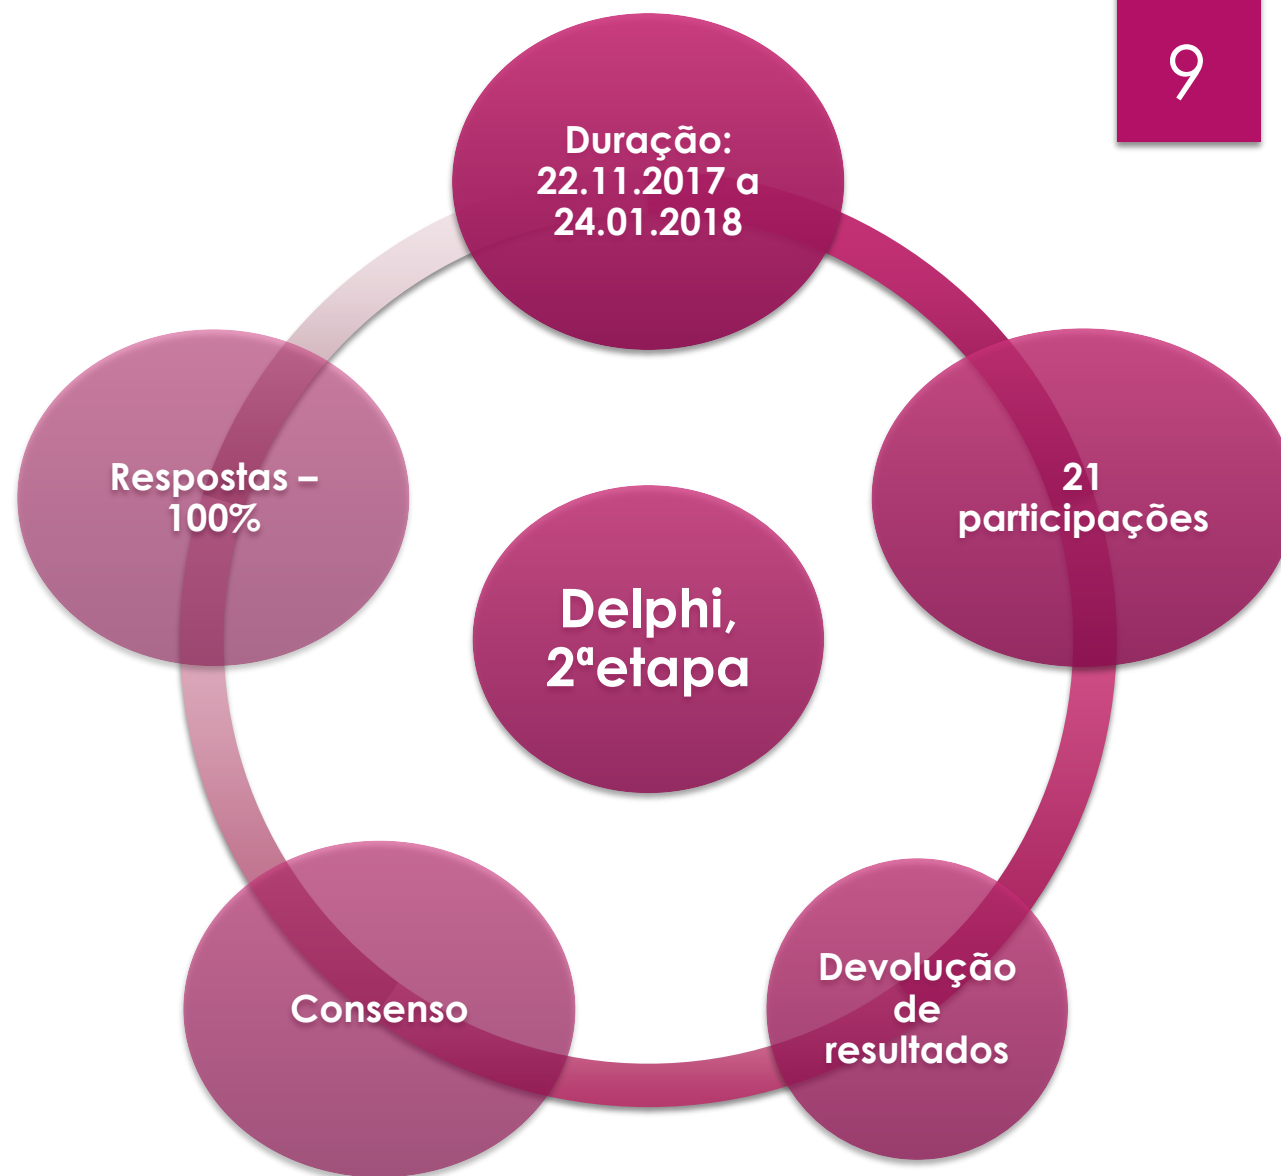 9
Duração:
22.11.2017 a
24.01.2018
21
participações
Devolução
de
resultados
Consenso
Respostas –
100%
Delphi,
2ªetapa